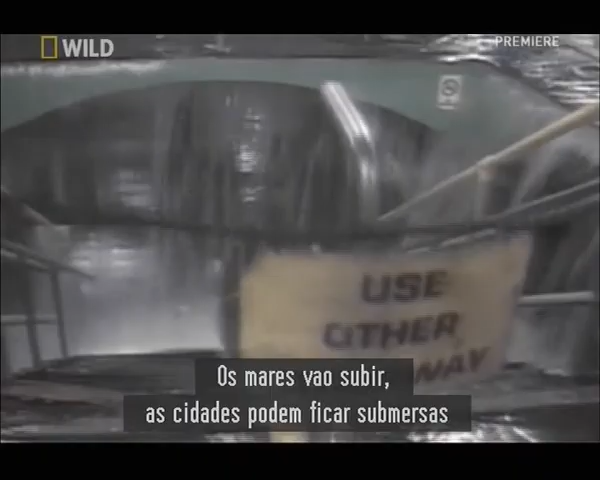 WILD
PREMIERE
USE
OTHER
WAY
Os mares vao subir,
as cidades podem ficar submersas